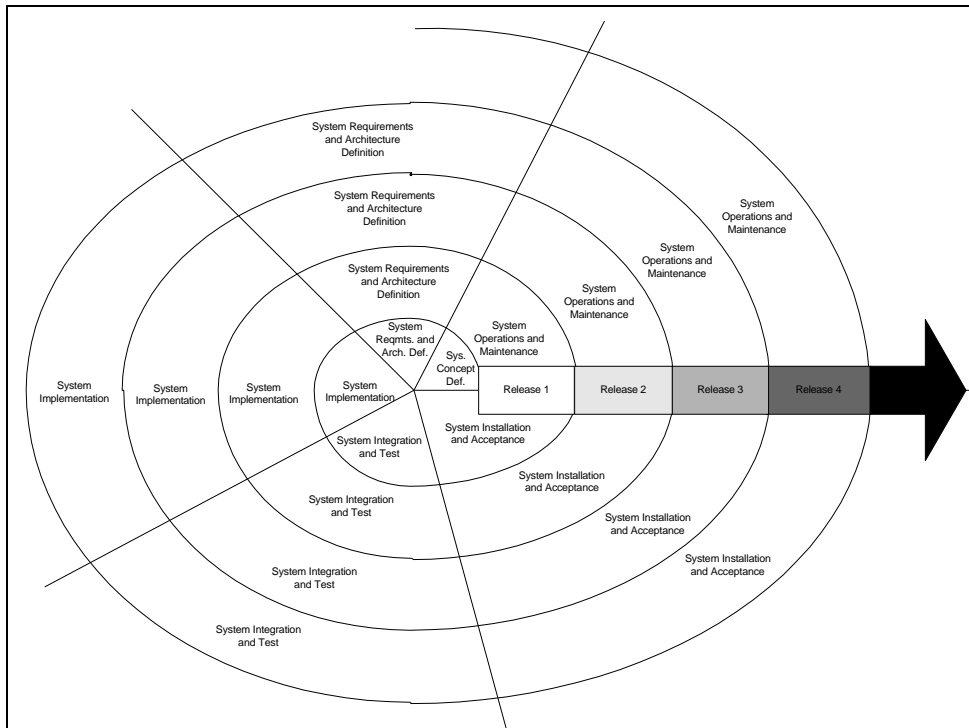 System Requirements
and Architecture
Definition
System Requirements
and Architecture
Definition
System Requirements
and Architecture
Definition
System
Reqmts. and
Arch. Def.
Sys.
Concept
Def.
System
Operations and
Maintenance
System
Operations and
Maintenance
System
Operations and
Maintenance
System
Operations and
Maintenance
System
Implementation
System
Implementation
System
Implementation
System
Implementation
Release 1
Release 2
Release 3
Release 4
System Integration
and Test
System Integration
and Test
System Integration
and Test
System Integration
and Test
System Installation
and Acceptance
System Installation
and Acceptance
System Installation
and Acceptance
System Installation
and Acceptance